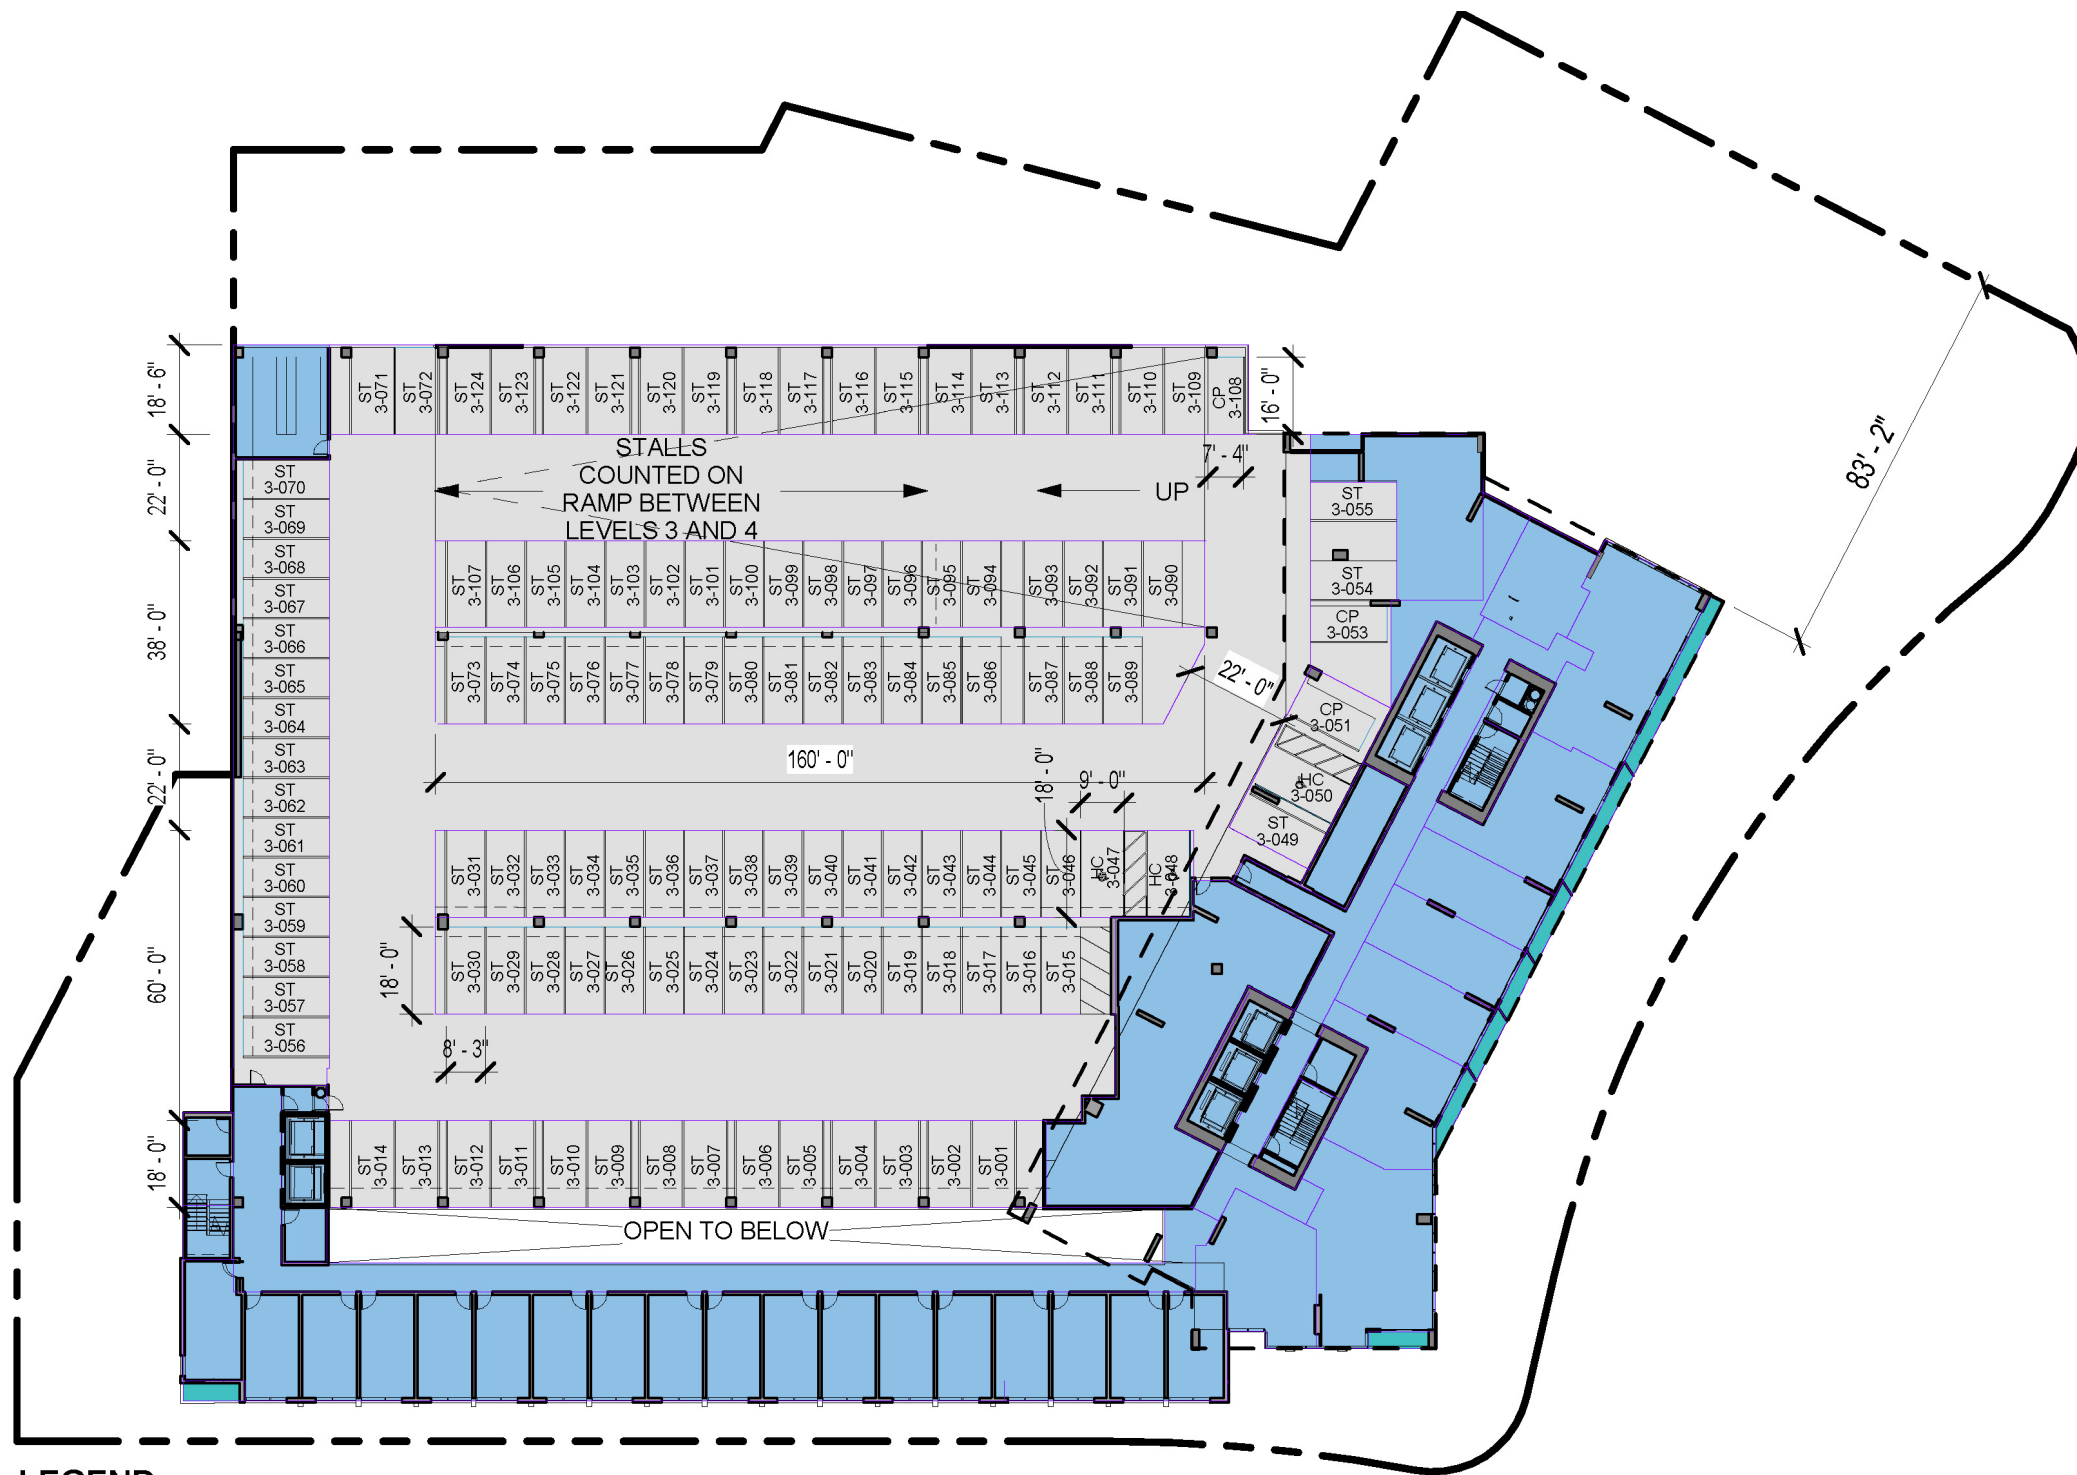 83' - 2"
18' - 6"
22' - 0"
38' - 0"
22' - 0"
60' - 0"
18' - 0"
ST 3-071
ST 3-072
ST 3-124
ST 3-123
ST 3-122
ST 3-121
ST 3-120
ST 3-119
ST 3-118
ST 3-117
ST 3-116
ST 3-115
ST 3-114
ST 3-113
ST 3-112
ST 3-111
ST 3-110
ST 3-109
CP 3-108
16' - 0"
7' - 4"
STALLS
COUNTED ON
RAMP BETWEEN
LEVELS 3 AND 4
UP
ST
3-070
ST
3-069
ST
3-068
ST
3-067
ST
3-066
ST
3-065
ST
3-064
ST
3-063
ST
3-062
ST
3-061
ST
3-060
ST
3-059
ST
3-058
ST
3-057
ST
3-056
ST 3-107
ST 3-106
ST 3-105
ST 3-104
ST 3-103
ST 3-102
ST 3-101
ST 3-100
ST 3-099
ST 3-098
ST 3-097
ST 3-096
ST 3-095
ST 3-094
ST 3-093
ST 3-092
ST 3-091
ST 3-090
ST 3-073
ST 3-074
ST 3-075
ST 3-076
ST 3-077
ST 3-078
ST 3-079
ST 3-080
ST 3-081
ST 3-082
ST 3-083
ST 3-084
ST 3-085
ST 3-086
ST 3-087
ST 3-088
ST 3-089
ST
3-055
ST
3-054
CP
3-053
CP
3-051
HC
3-050
ST
3-049
22' - 0"
160' - 0"
18' - 0"
9' - 0"
ST 3-031
ST 3-032
ST 3-033
ST 3-034
ST 3-035
ST 3-036
ST 3-037
ST 3-038
ST 3-039
ST 3-040
ST 3-041
ST 3-042
ST 3-043
ST 3-044
ST 3-045
ST 3-046
HC 3-047
HC 3-048
18' - 0"
ST 3-030
ST 3-029
ST 3-028
ST 3-027
ST 3-026
ST 3-025
ST 3-024
ST 3-023
ST 3-022
ST 3-021
ST 3-020
ST 3-019
ST 3-018
ST 3-017
ST 3-016
ST 3-015
8' - 3"
ST 3-014
ST 3-013
ST 3-012
ST 3-011
ST 3-010
ST 3-009
ST 3-008
ST 3-007
ST 3-006
ST 3-005
ST 3-004
ST 3-003
ST 3-002
ST 3-001
OPEN TO BELOW
LEGEND